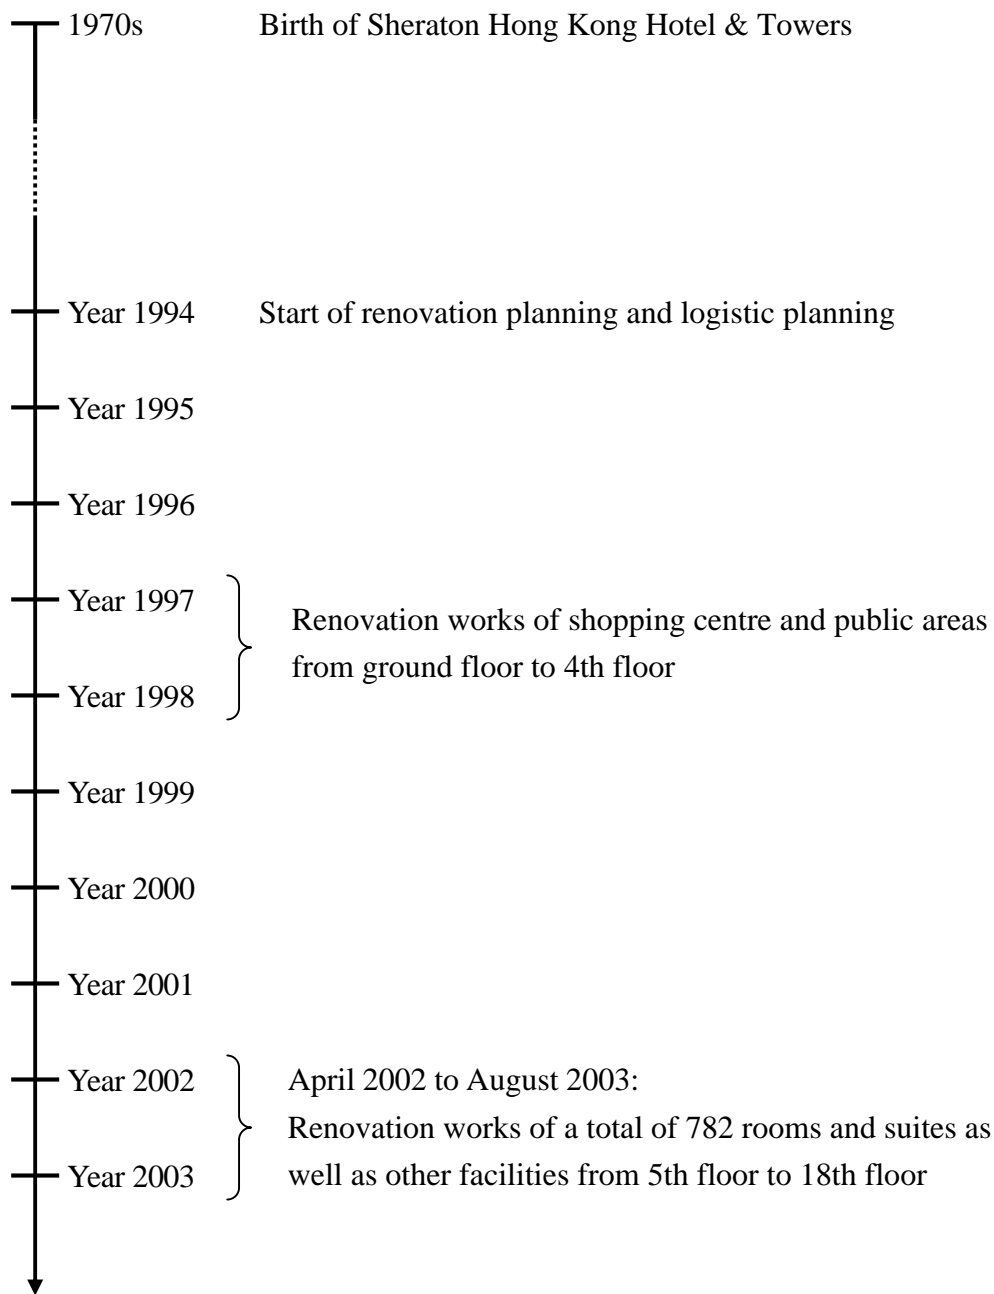 1970s Birth of Sheraton Hong Kong Hotel & Towers
Year 1994 Start of renovation planning and logistic planning
Year 1995
Year 1996
Year 1997
Renovation works of shopping centre and public areas
from ground floor to 4th floor
Year 1998
Year 1999
Year 2000
Year 2001
Year 2002 April 2002 to August 2003:
Renovation works of a total of 782 rooms and suites as
Year 2003 well as other facilities from 5th floor to 18th floor